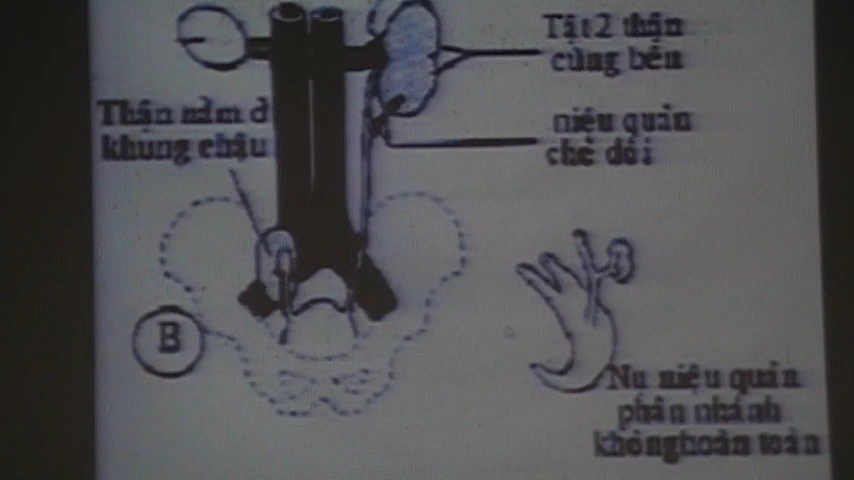 Tật 2 thận
cùng bên
Thận nằm ở
khung chậu
niệu quản
chẻ đôi
B
Nụ niệu quản
phân nhánh
không hoàn toàn